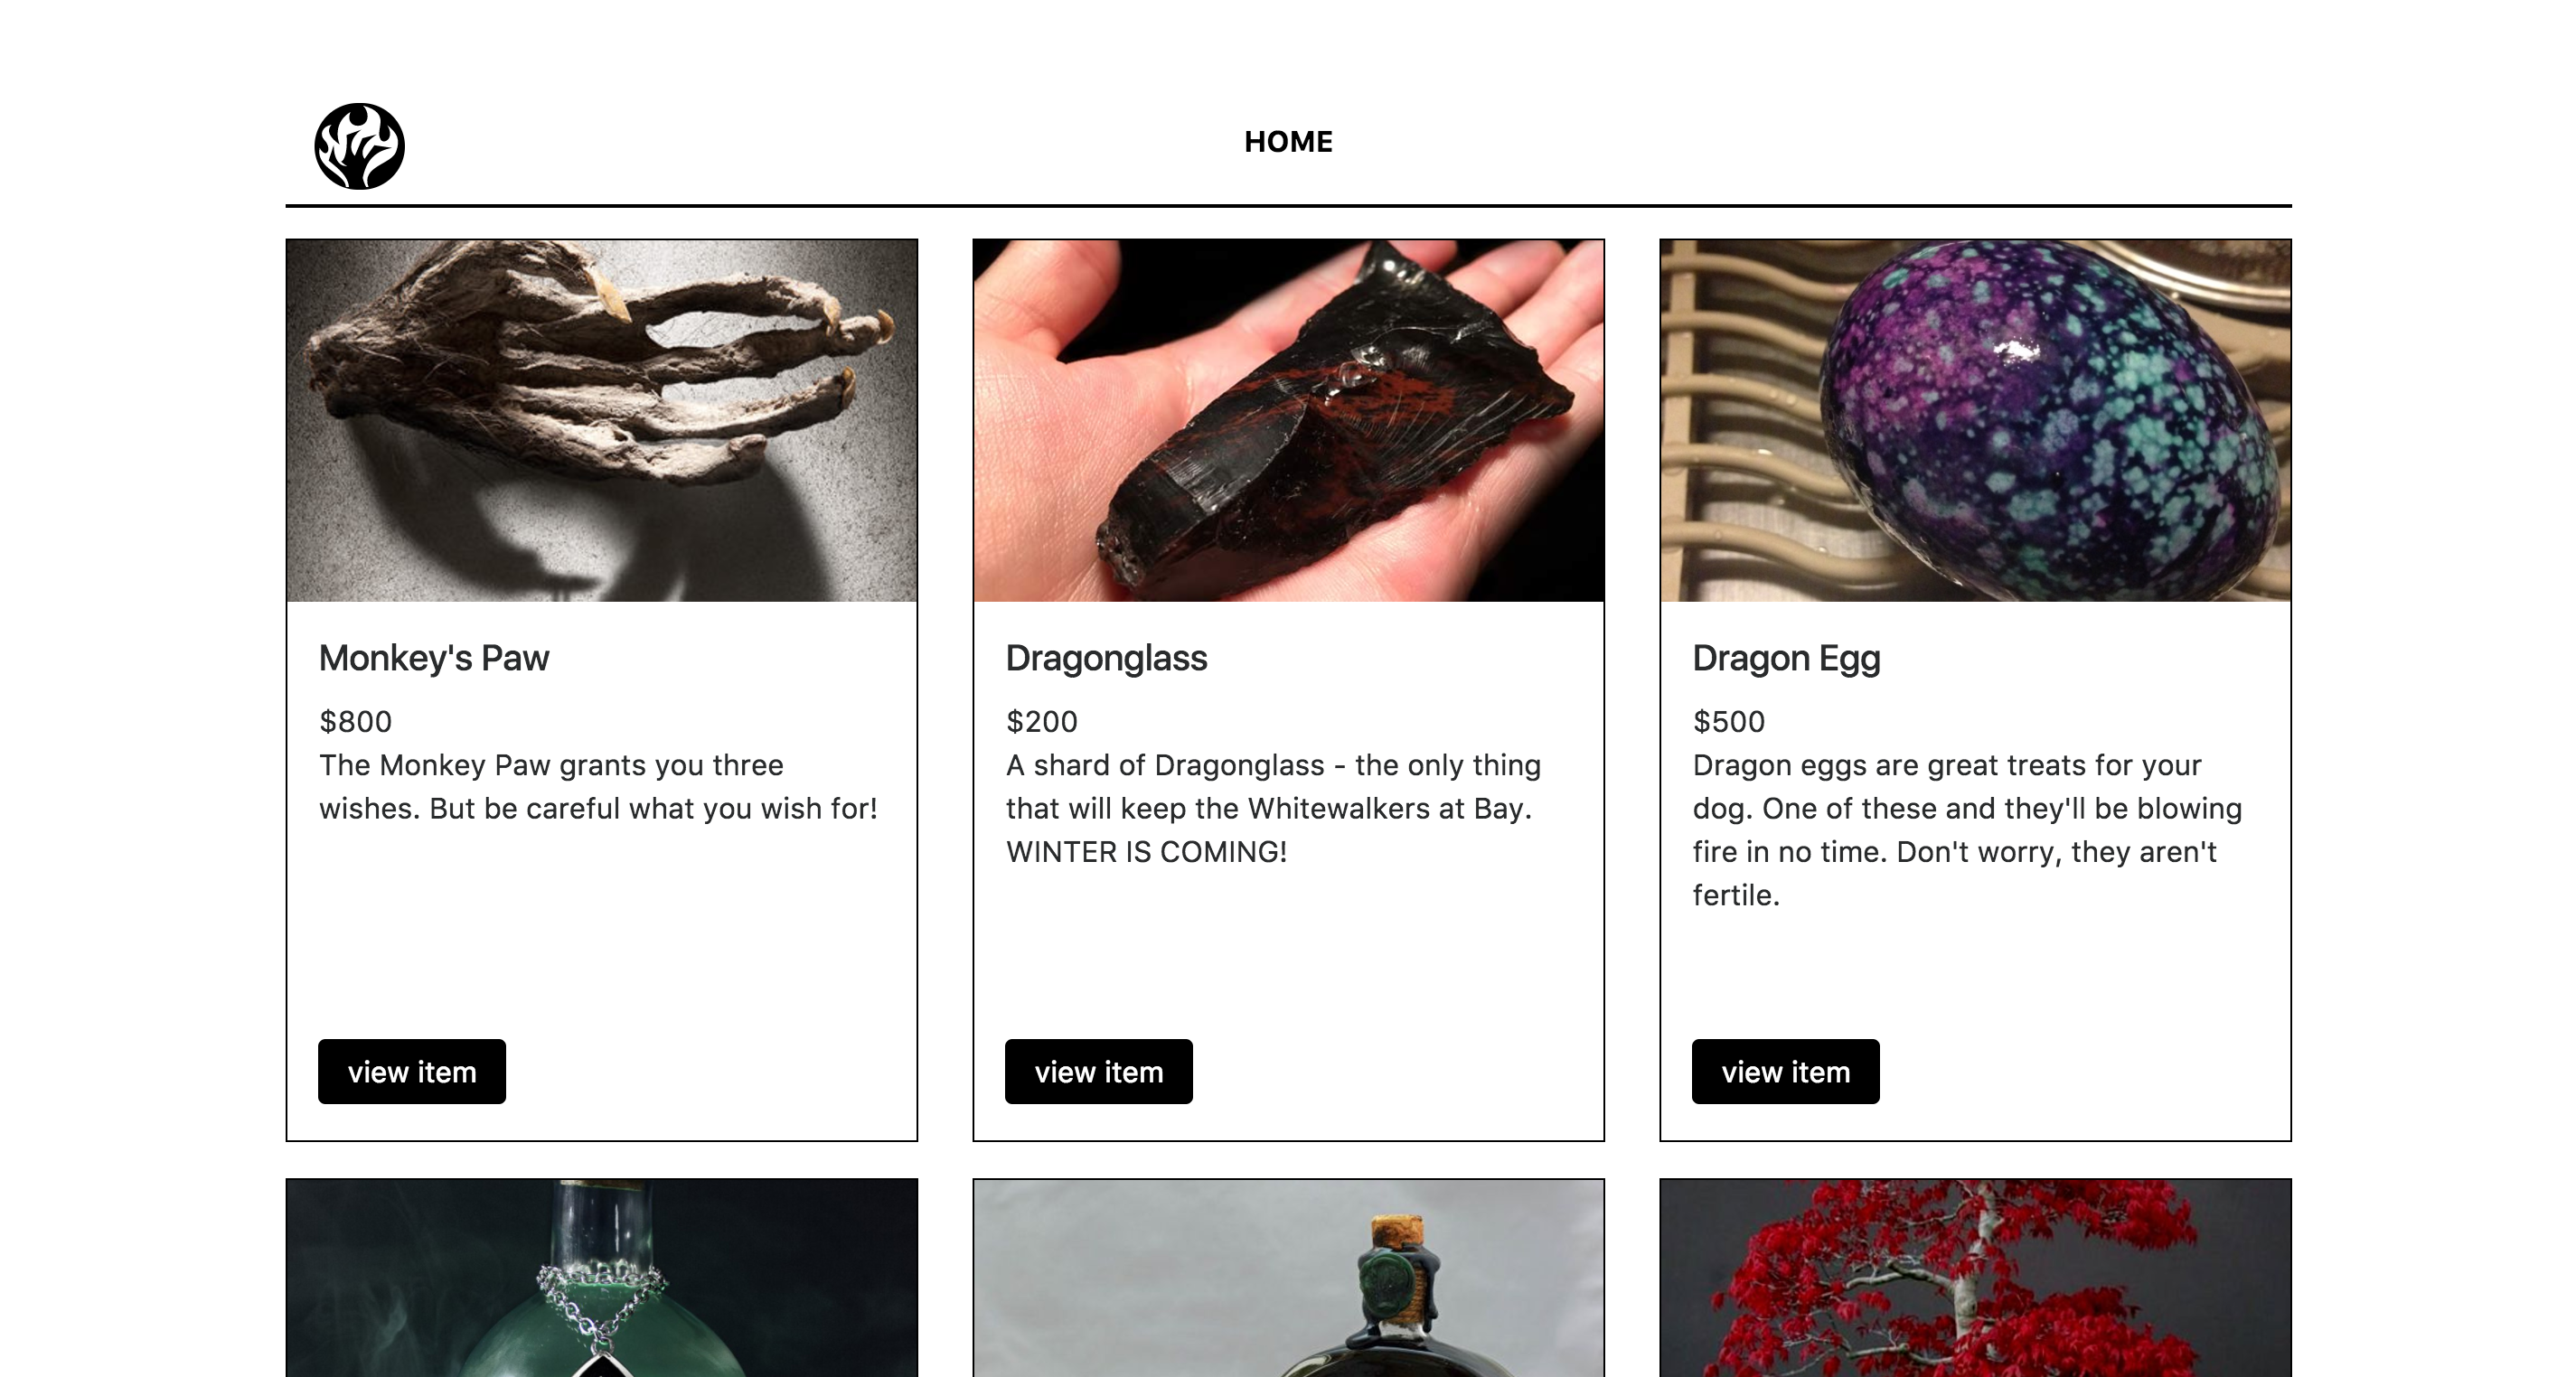 HOME
Monkey's Paw
$800
The Monkey Paw grants you three
wishes. But be careful what you wish for!
view item
Dragonglass
$200
A shard of Dragonglass - the only thing
that will keep the Whitewalkers at Bay.
WINTER IS COMING!
view item
Dragon Egg
$500
Dragon eggs are great treats for your
dog. One of these and they'll be blowing
fire in no time. Don't worry, they aren't
fertile.
view item